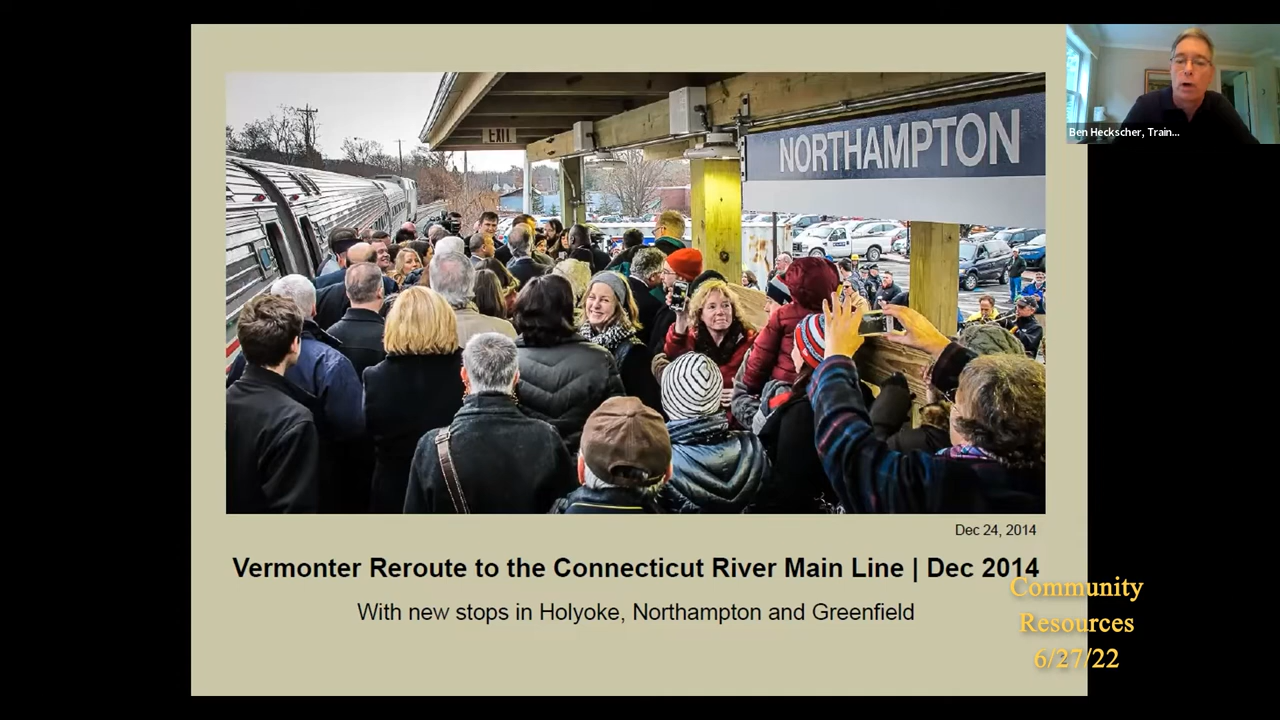 EXIT
NORTHAMPTON
Ben Heckscher, Train...
Dec 24, 2014
Vermonter Reroute to the Connecticut River Main Line | Dec 2014
With new stops in Holyoke, Northampton and Greenfield
Community
Resources
6/27/22